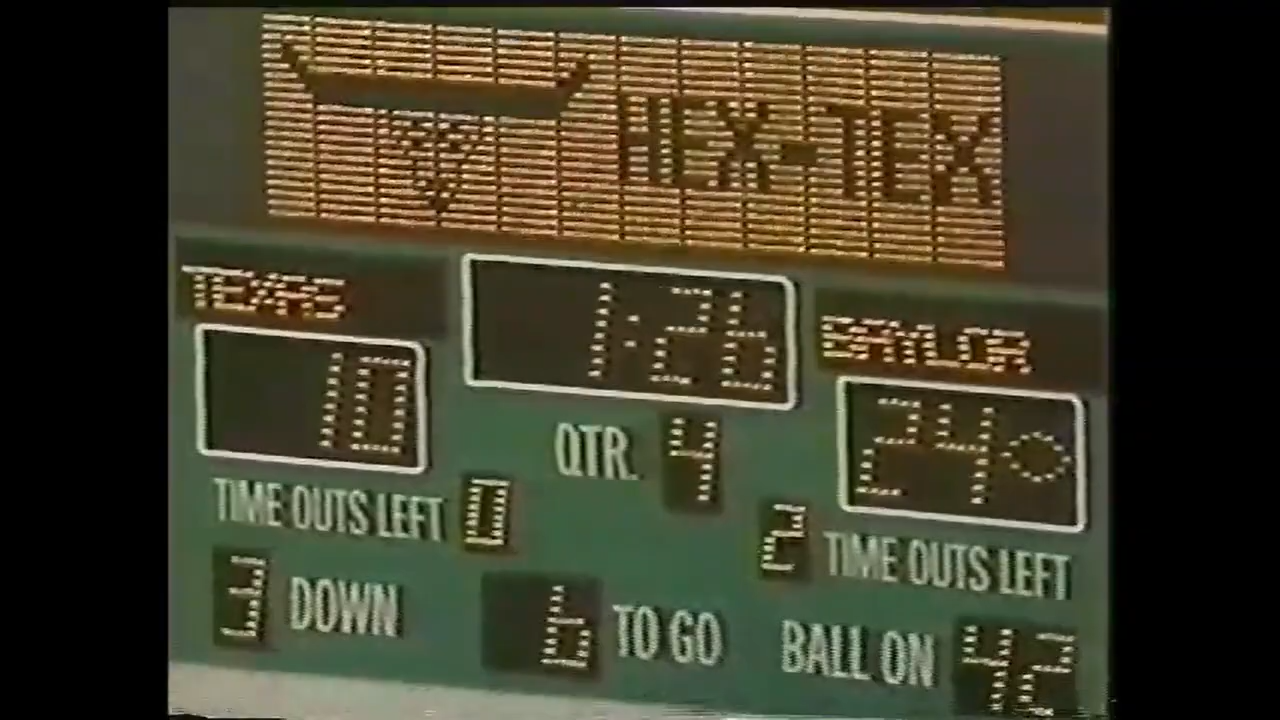 HEX-TEX
TEXAS 1:26 BAYLOR
10 QTR. 4 24
TIME OUTS LEFT 0 2 TIME OUTS LEFT
3 DOWN 6 TO GO BALL ON 42